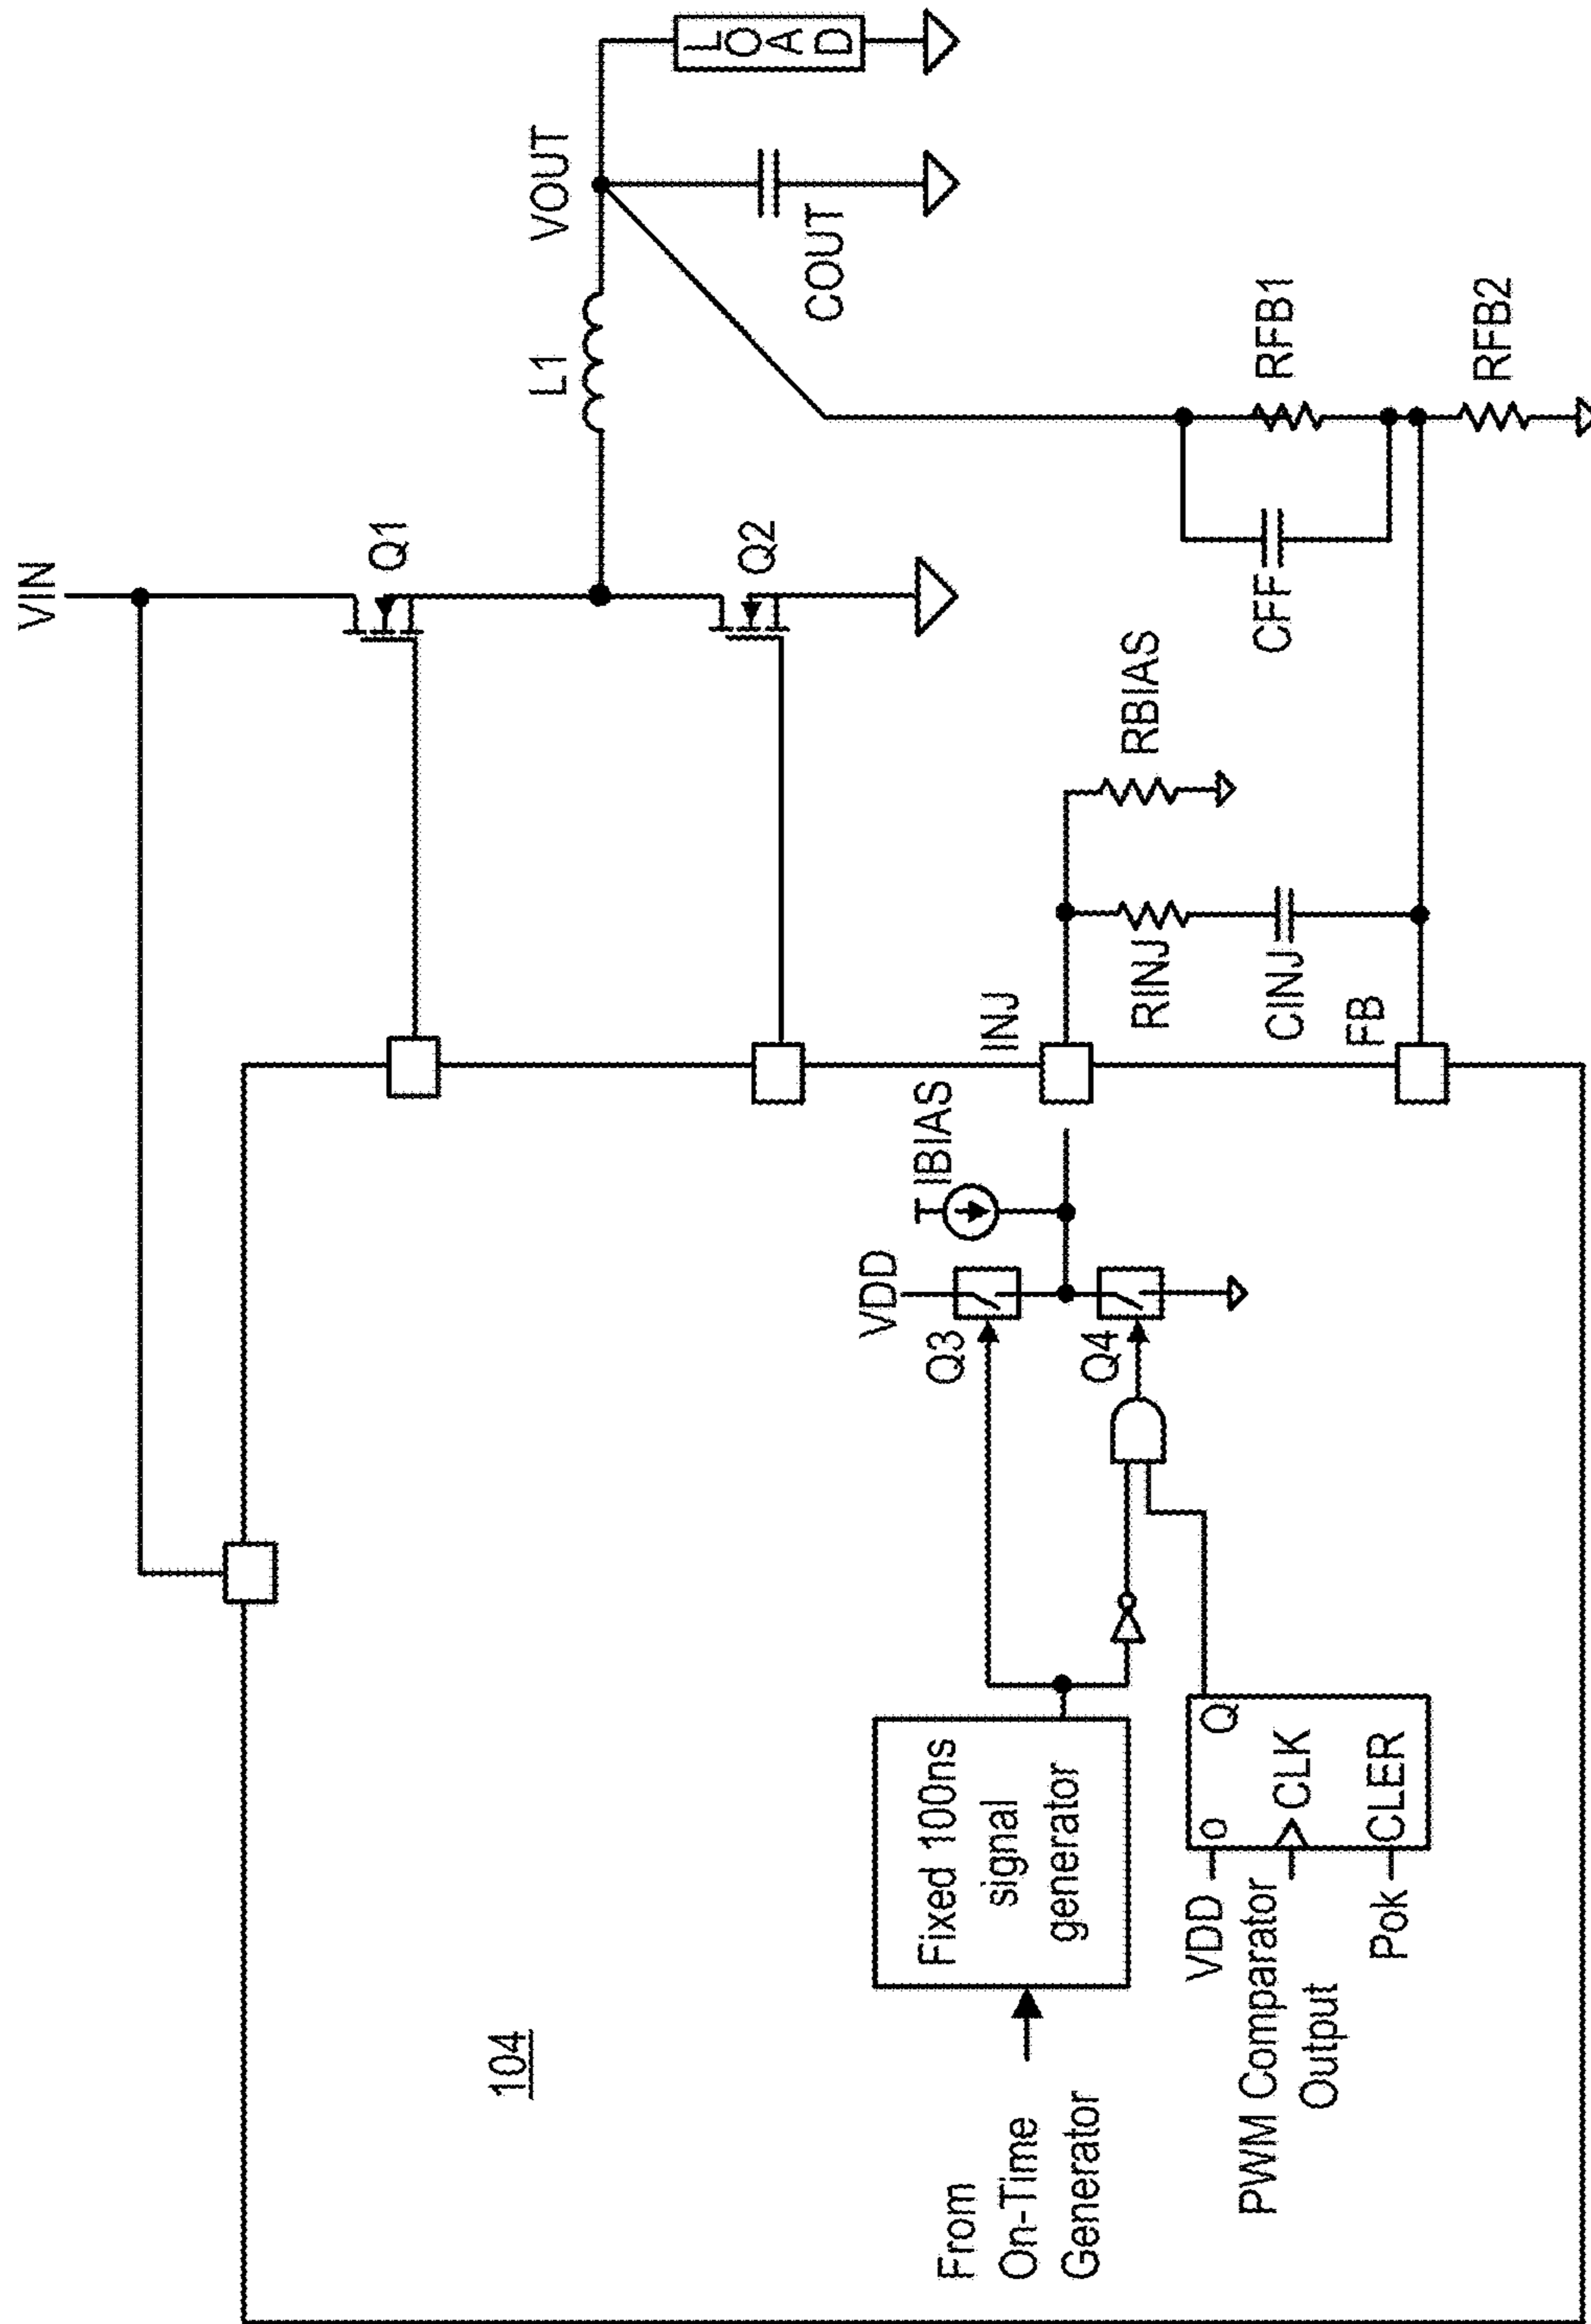 VIN
Q1
L1
VOUT
LOAD
Q2
COUT
104
INJ
RBIAS
VDD
IBIAS
Q3
RINJ
CFF
RFB1
Fixed 100ns
signal
generator
Q4
CINJ
FB
RFB2
From
On-Time
Generator
VDD
O
Q
PWM Comparator
Output
CLK
Pok
CLER